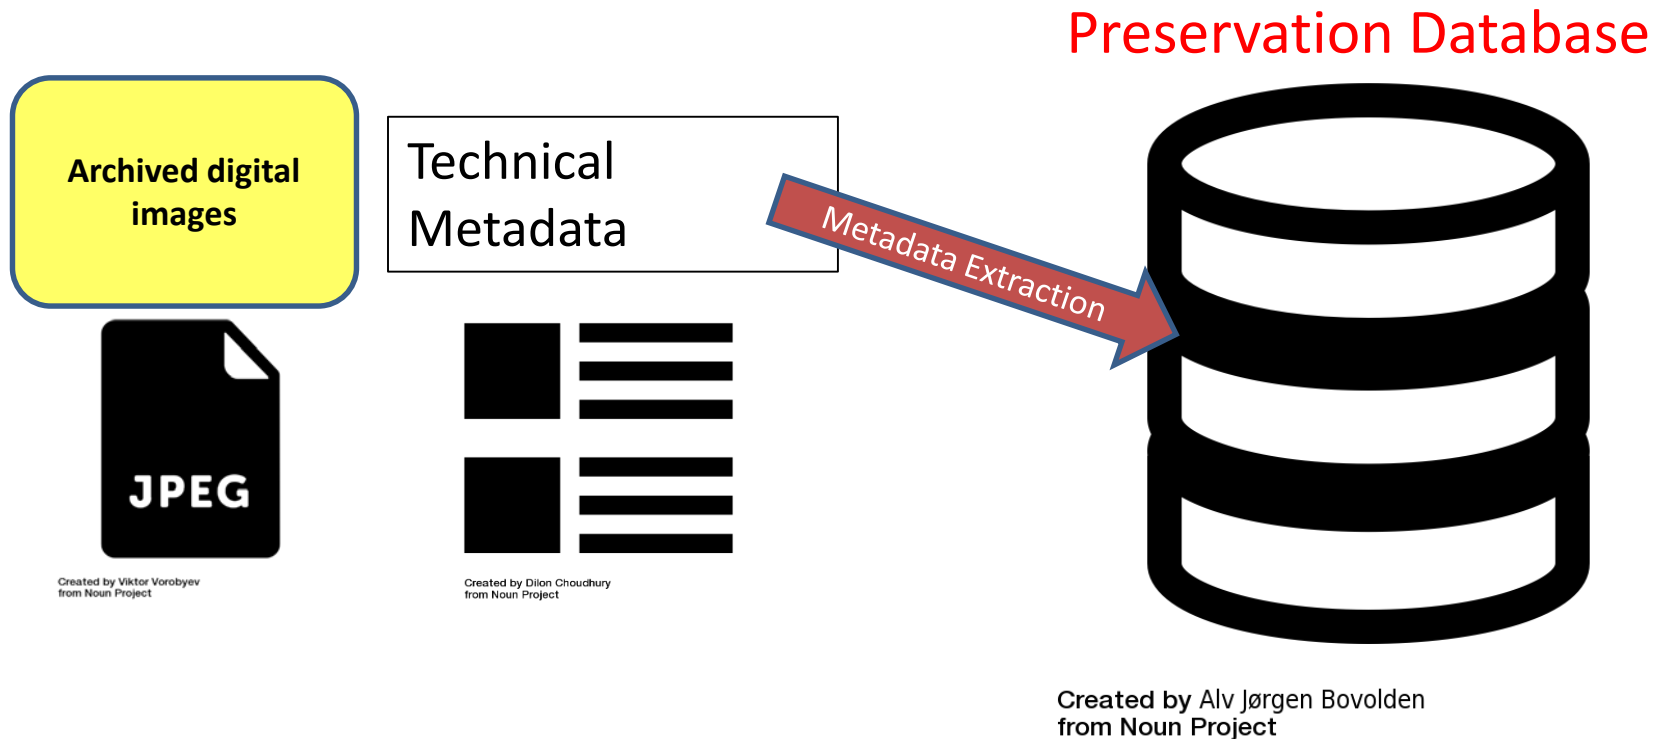 Preservation Database
Archived digital
images
Technical
Metadata
Metadata Extraction
JPEG
Created by Viktor Vorobyev
from Noun Project
Created by Dilon Choudhury
from Noun Project
Created by Alv Jørgen Bovolden
from Noun Project